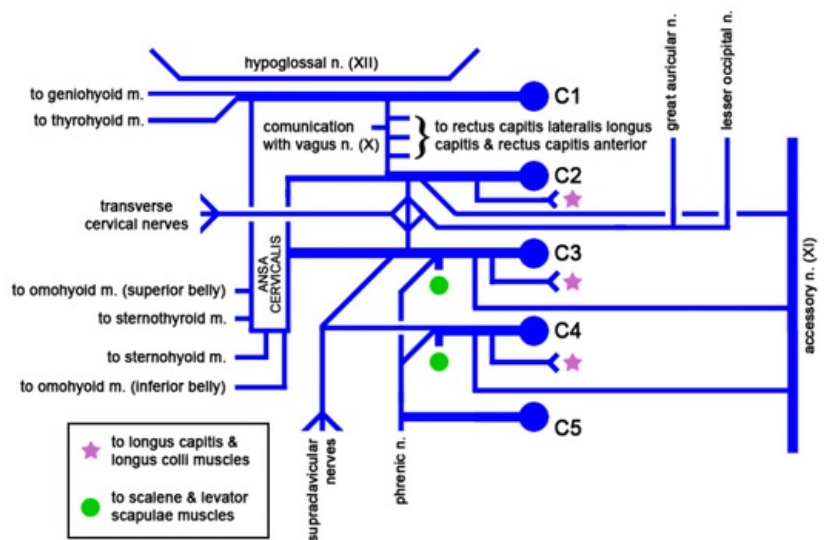 hypoglossal n. (XII)
to geniohyoid m.
C1
to thyrohyoid m.
comunication
with vagus n. (X)
to rectus capitis lateralis longus
capitis & rectus capitis anterior
great auricular n.
lesser occipital n.
C2
transverse
cervical nerves
C3
ANSA
CERVICALIS
to omohyoid m. (superior belly)
to sternothyroid m.
accessory n. (XI)
C4
to sternohyoid m.
to omohyoid m. (inferior belly)
C5
to longus capitis &
longus colli muscles
to scalene & levator
scapulae muscles
supraclavicular
nerves
phrenic n.